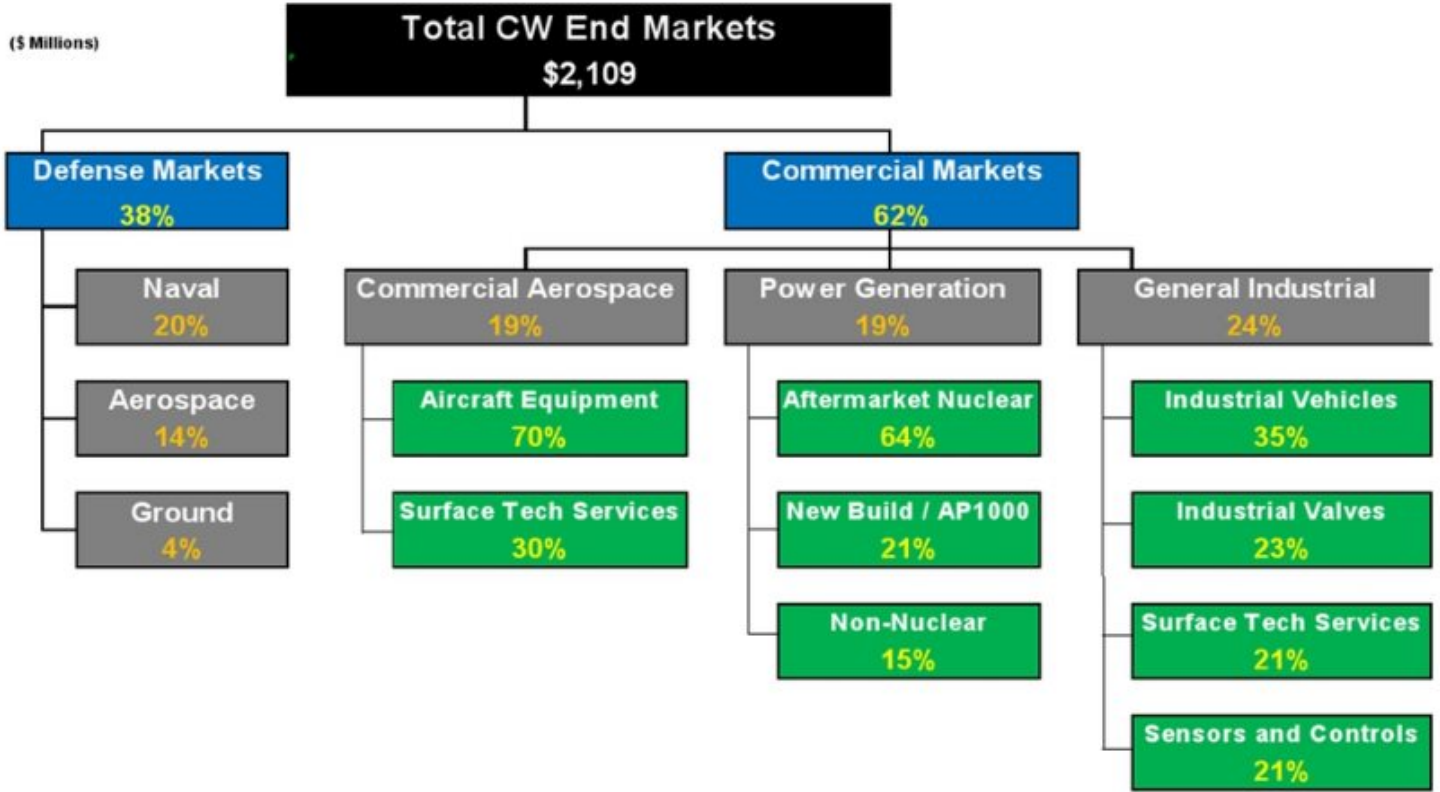 ($ Millions)
Total CW End Markets
$2,109
Defense Markets
38%
Commercial Markets
62%
Naval
20%
Aerospace
14%
Ground
4%
Commercial Aerospace
19%
Aircraft Equipment
70%
Surface Tech Services
30%
Power Generation
19%
Aftermarket Nuclear
64%
New Build / AP1000
21%
Non-Nuclear
15%
General Industrial
24%
Industrial Vehicles
35%
Industrial Valves
23%
Surface Tech Services
21%
Sensors and Controls
21%